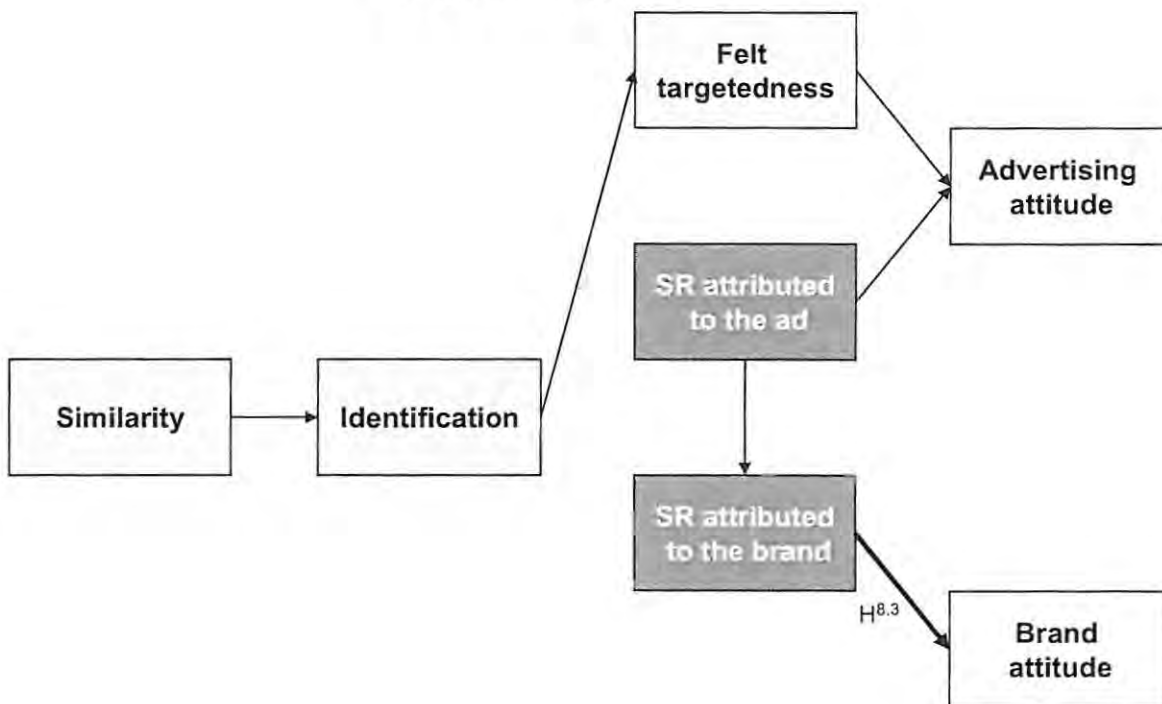 Felt
targetedness
Advertising
attitude
SR attributed
to the ad
Similarity
Identification
SR attributed
to the brand
H8.3
Brand
attitude